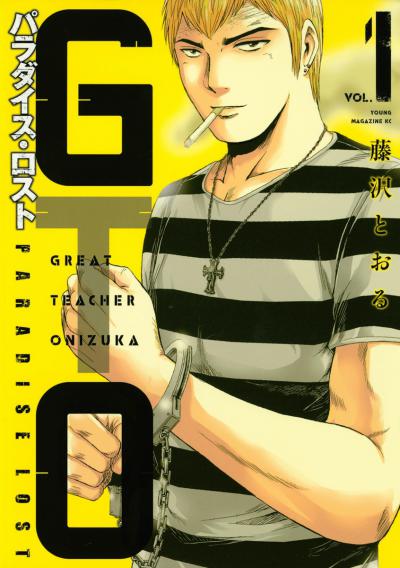 GTO
パラダイス・ロスト
PARADISE LOST
GREAT
TEACHER
ONIZUKA
1
VOL.
YOUNG
MAGAZINE KC
藤沢とおる